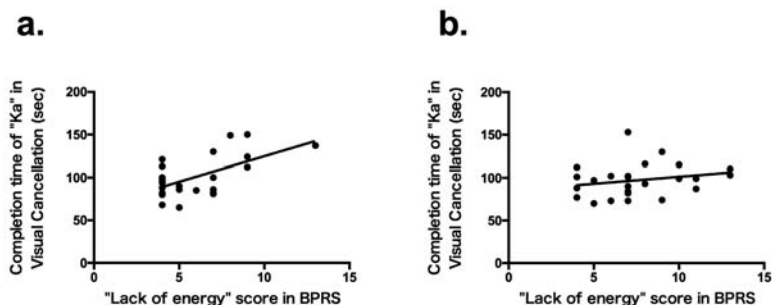 a.
Completion time of "Ka" in
Visual Cancellation (sec)
200
150
100
50
0
0
5
10
15
"Lack of energy" score in BPRS
b.
Completion time of "Ka" in
Visual Cancellation (sec)
200
150
100
50
0
0
5
10
15
"Lack of energy" score in BPRS